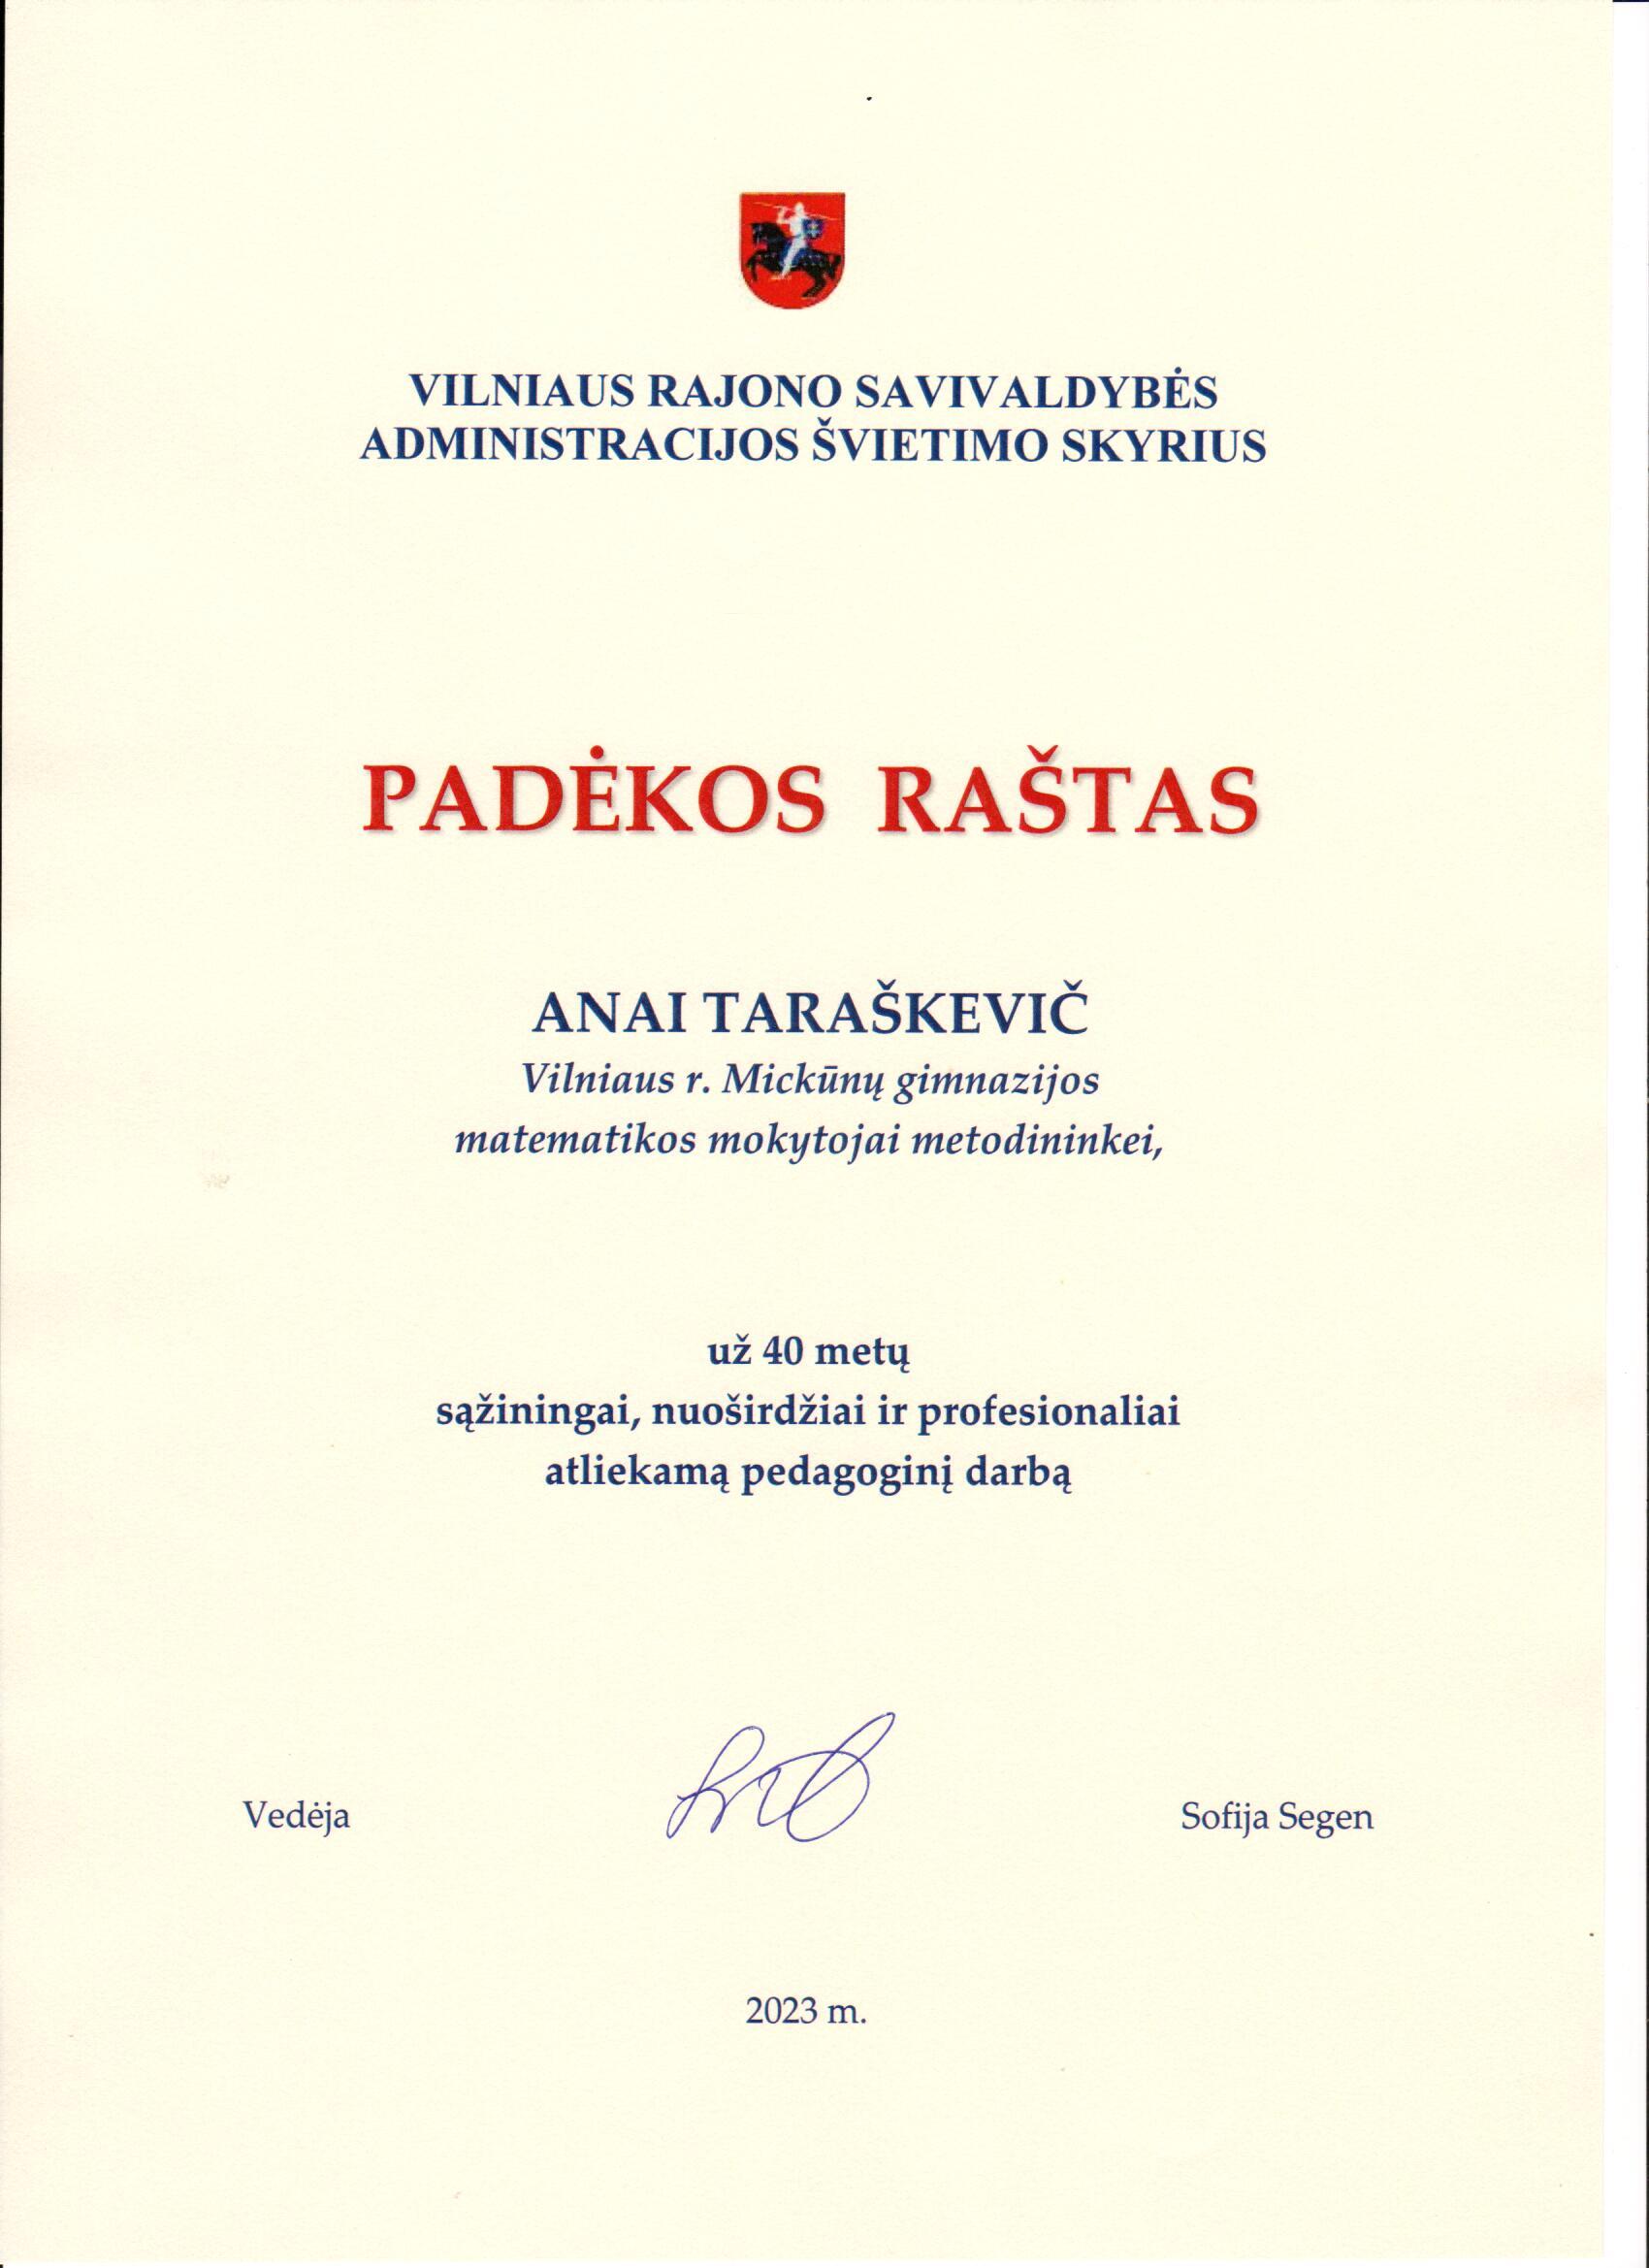 VILNIAUS RAJONO SAVIVALDYBĖS
ADMINISTRACIJOS ŠVIETIMO SKYRIUS
PADĖKOS RAŠTAS
ANAI TARAŠKEVIČ
Vilniaus r. Mickūnų gimnazijos
matematikos mokytojai metodininkei,
už 40 metų
sąžiningai, nuoširdžiai ir profesionaliai
atliekamą pedagoginį darbą
Vedėja
Sofija Segen
2023 m.